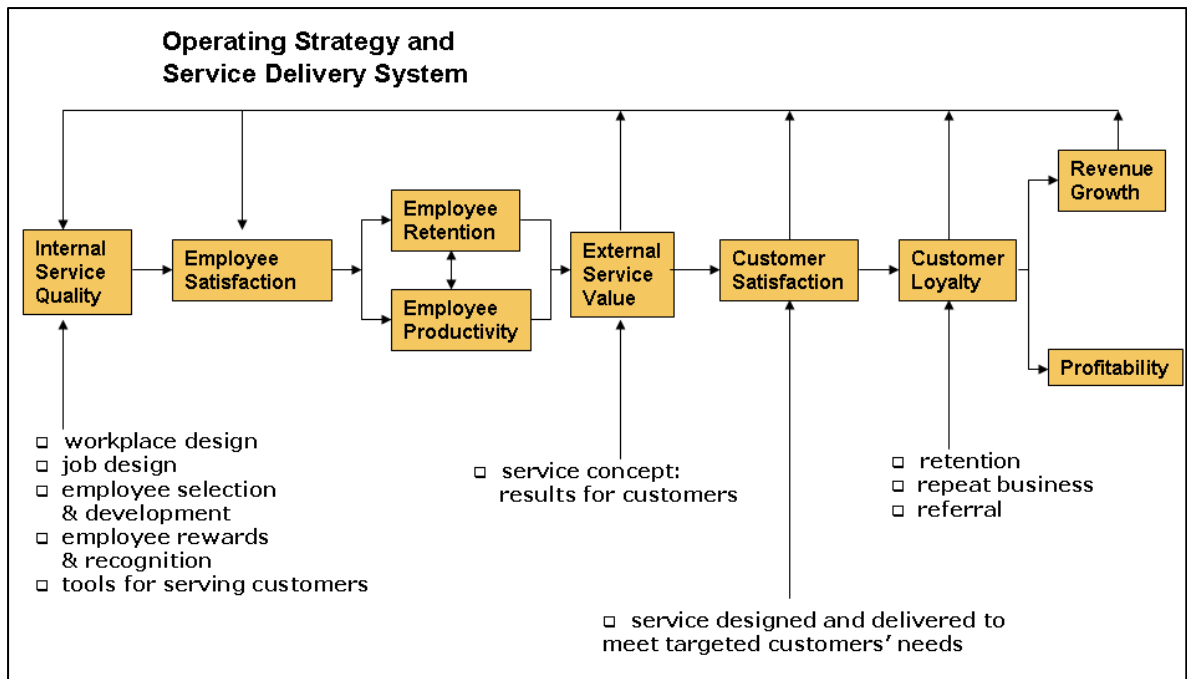 Operating Strategy and
Service Delivery System
Internal
Service
Quality
Employee
Satisfaction
Employee
Retention
Employee
Productivity
External
Service
Value
Customer
Satisfaction
Customer
Loyalty
Revenue
Growth
Profitability
□ workplace design
□ job design
□ employee selection
& development
□ employee rewards
& recognition
□ tools for serving customers
□ service concept:
results for customers
□ service designed and delivered to
meet targeted customers' needs
□ retention
□ repeat business
□ referral